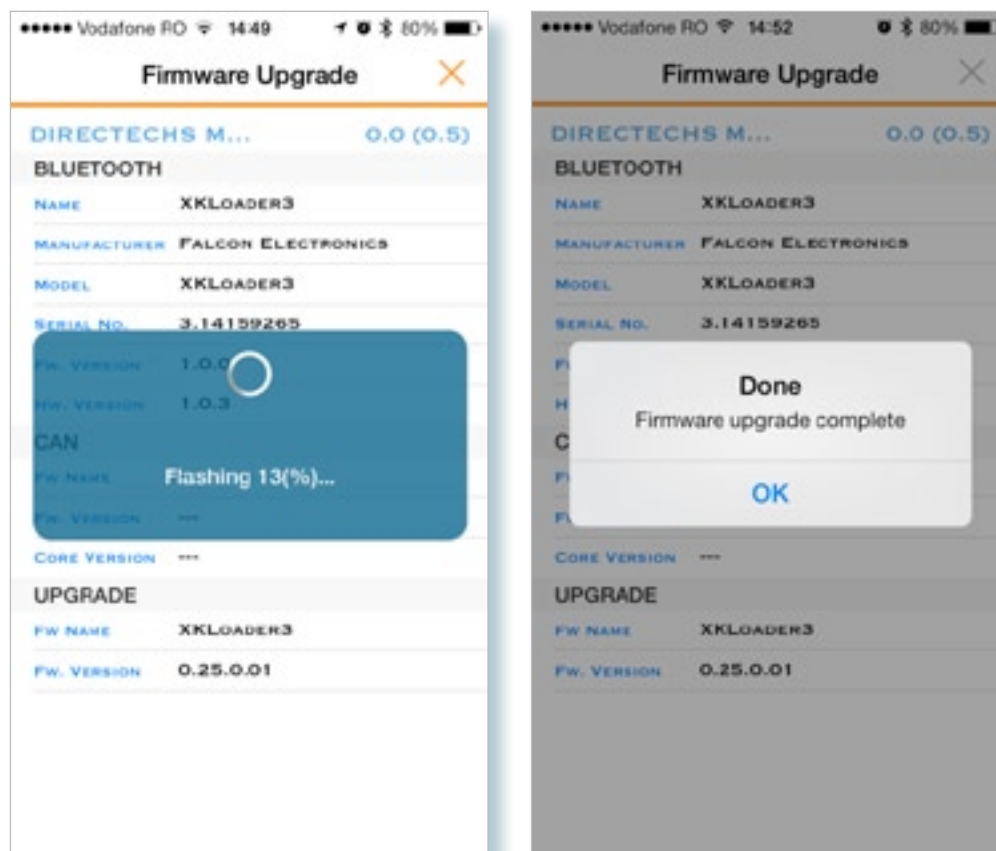 Vodafone RO 14:49 80%
Firmware Upgrade
DIRECTECHS M... 0.0 (0.5)
BLUETOOTH
NAME XKLOADER3
MANUFACTURER FALCON ELECTRONICS
MODEL XKLOADER3
SERIAL NO. 3.14159265
FW. VERSION 1.0.0
HW. VERSION 1.0.3
CAN
FW NAME Flashing 13(%)...
FW. VERSION ---
CORE VERSION ---
UPGRADE
FW NAME XKLOADER3
FW. VERSION 0.25.0.01
Vodafone RO 14:52 80%
Firmware Upgrade
DIRECTECHS M... 0.0 (0.5)
BLUETOOTH
NAME XKLOADER3
MANUFACTURER FALCON ELECTRONICS
MODEL XKLOADER3
SERIAL NO. 3.14159265
Done
Firmware upgrade complete
OK
CORE VERSION ---
UPGRADE
FW NAME XKLOADER3
FW. VERSION 0.25.0.01